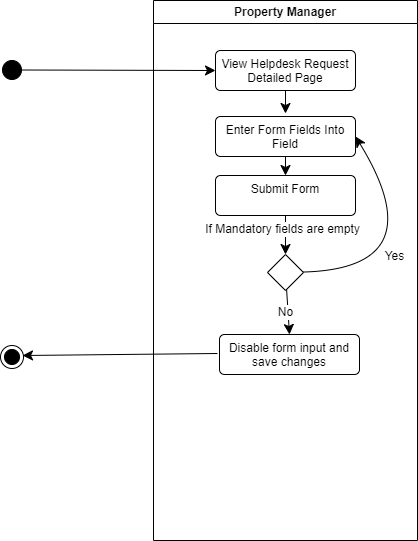 Property Manager
View Helpdesk Request
Detailed Page
Enter Form Fields Into
Field
Submit Form
If Mandatory fields are empty
Yes
No
Disable form input and
save changes